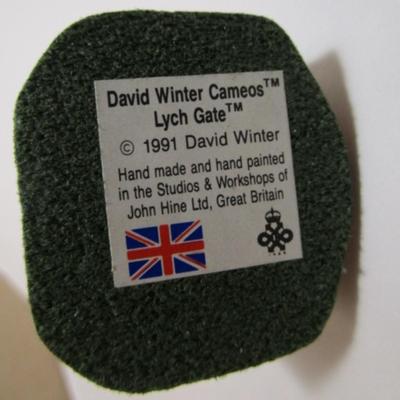 David Winter Cameos™
Lych Gate™
© 1991 David Winter
Hand made and hand painted
in the Studios & Workshops of
John Hine Ltd, Great Britain